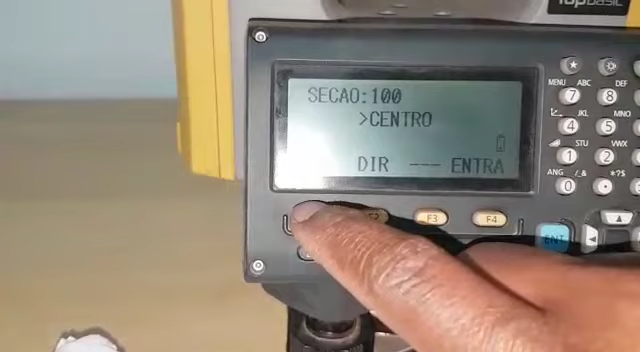 TopBasic
SECAO:100
>CENTRO
DIR --- ENTRA
F2 F3 F4
ENT
MENU ABC DEF
7 8
JKL MNO
4 5
STU VWX
1 2
ANG /_& *?$
0 .